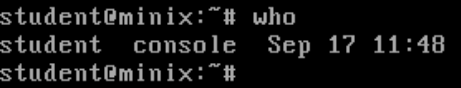 student@minix:~# who
student  console  Sep 17 11:48
student@minix:~#